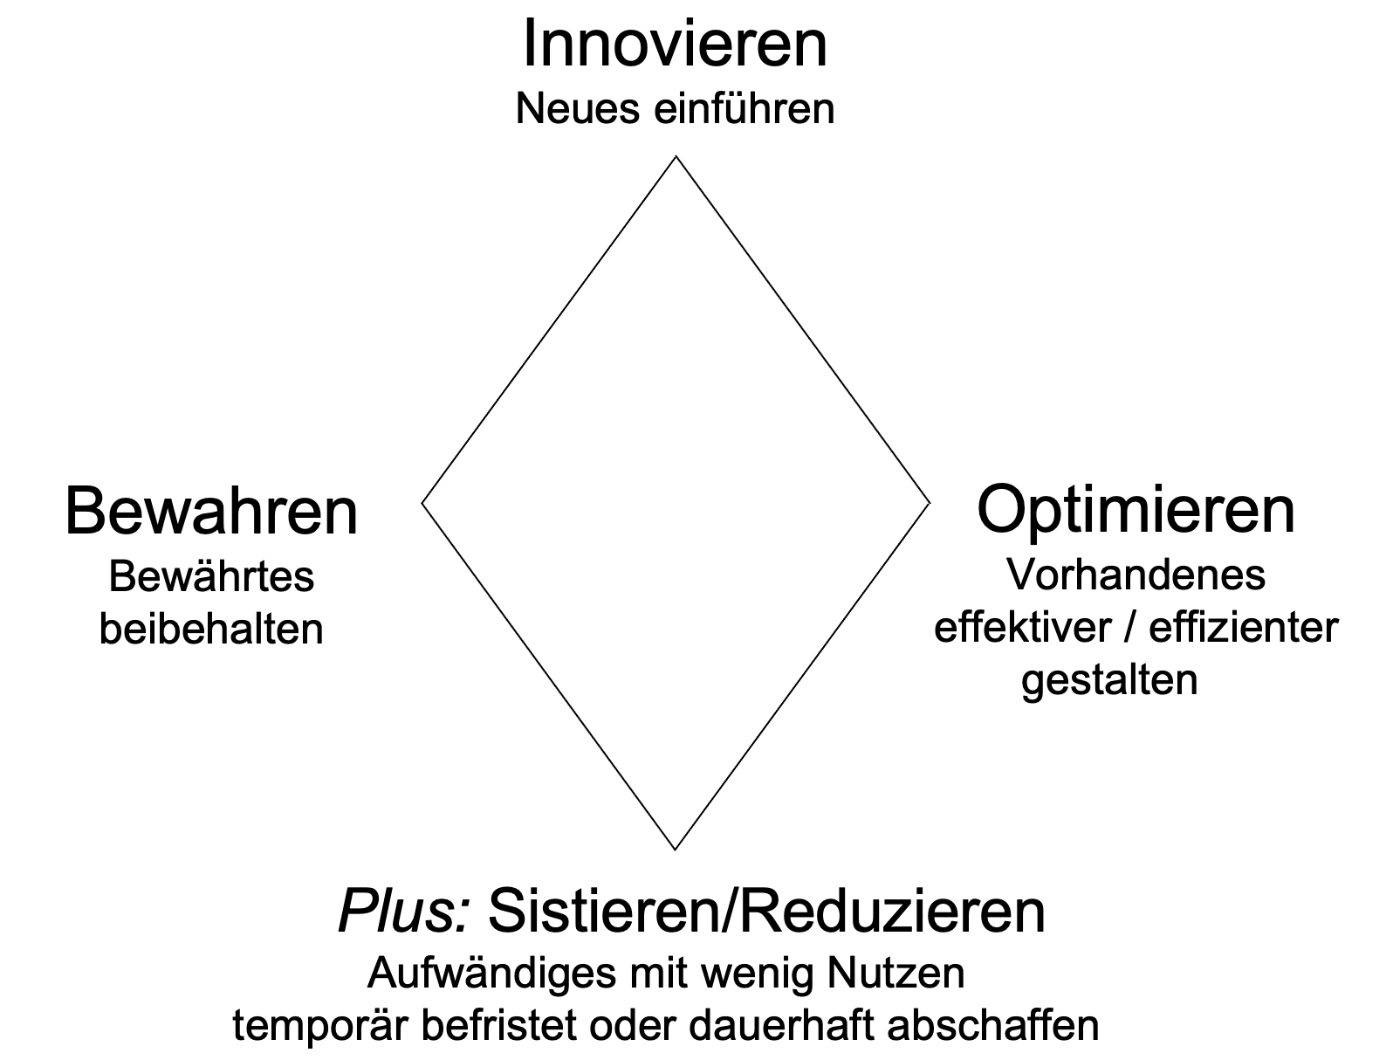 Innovieren
Neues einführen
Bewahren
Bewährtes
beibehalten
Optimieren
Vorhandenes
effektiver / effizienter
gestalten
Plus: Sistieren/Reduzieren
Aufwändiges mit wenig Nutzen
temporär befristet oder dauerhaft abschaffen